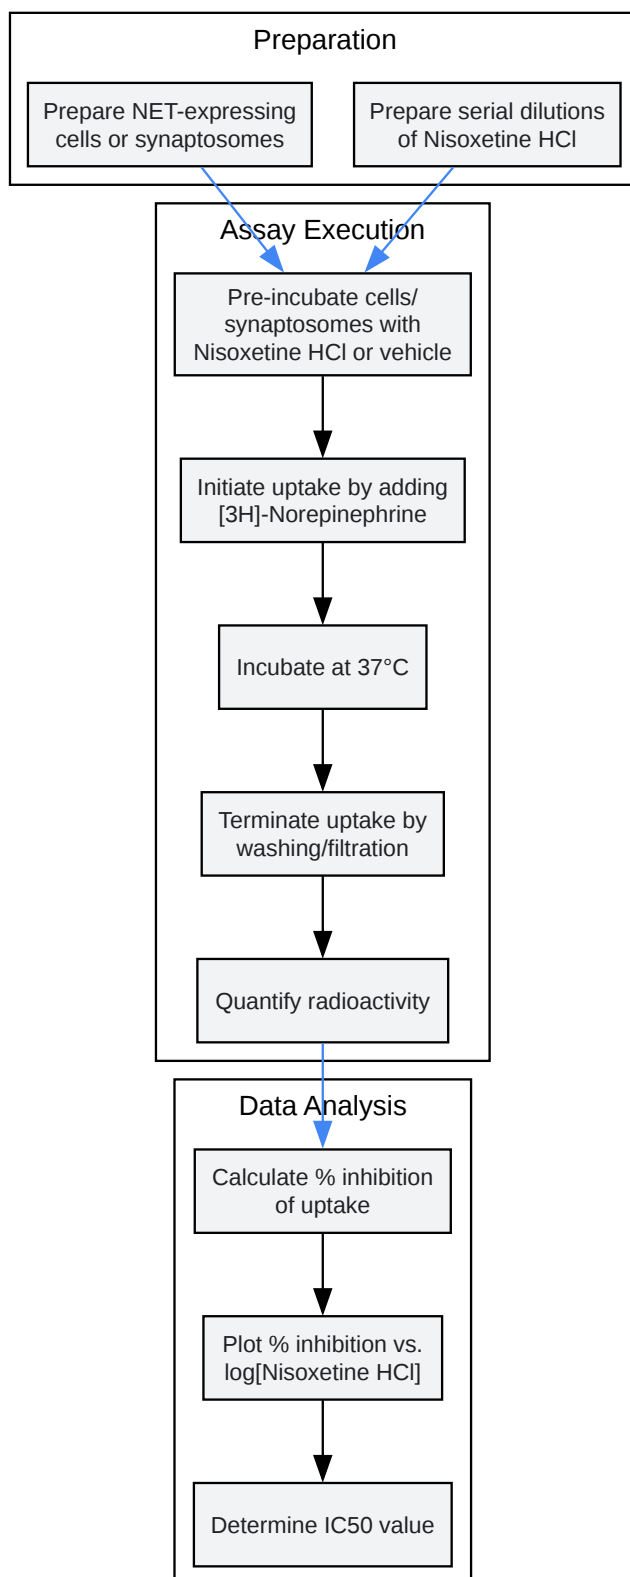 Preparation
Prepare NET-expressing
cells or synaptosomes
Prepare serial dilutions
of Nisoxetine HCl
Assay Execution
Pre-incubate cells/
synaptosomes with
Nisoxetine HCl or vehicle
Initiate uptake by adding
[3H]-Norepinephrine
Incubate at 37°C
Terminate uptake by
washing/filtration
Quantify radioactivity
Data Analysis
Calculate % inhibition
of uptake
Plot % inhibition vs.
log[Nisoxetine HCl]
Determine IC50 value